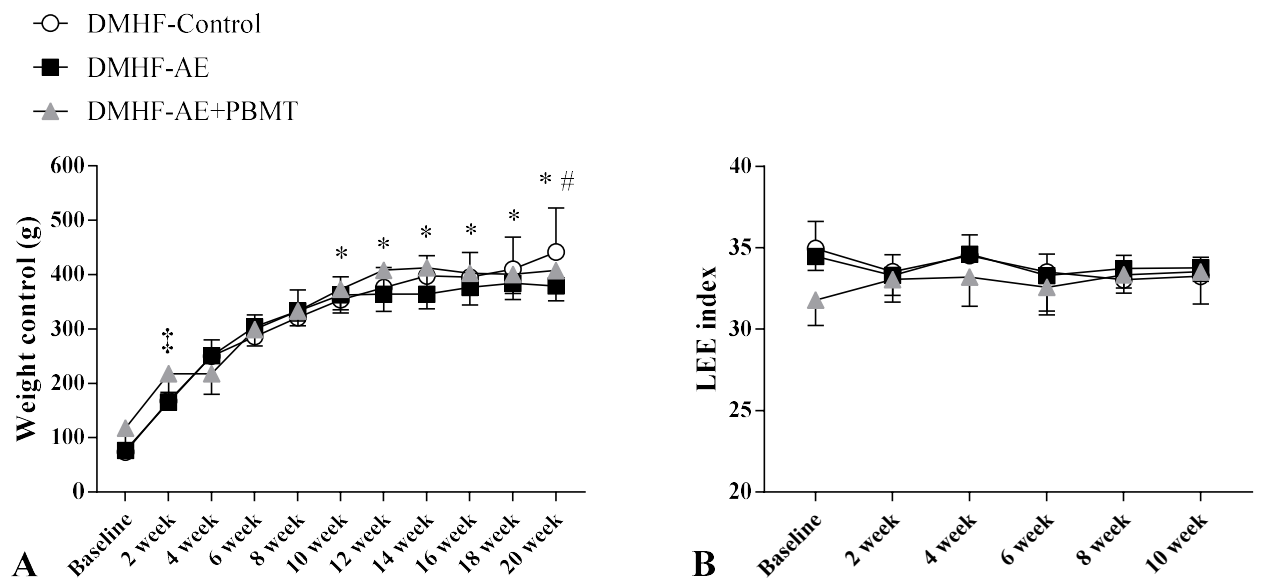 DMHF-Control
DMHF-AE
DMHF-AE+PBMT
Weight control (g)
600
500
400
300
200
100
0
‡
*
*
*
*
*
* #
Baseline
2 week
4 week
6 week
8 week
10 week
12 week
14 week
16 week
18 week
20 week
A
LEE index
40
35
30
25
20
Baseline
2 week
4 week
6 week
8 week
10 week
B